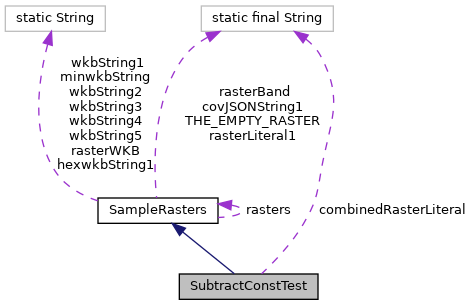 static String
static final String
wkbString1
minwkbString
wkbString2
wkbString3
wkbString4
wkbString5
rasterWKB
hexwkbString1
rasterBand
covJSONString1
THE_EMPTY_RASTER
rasterLiteral1
SampleRasters
rasters
combinedRasterLiteral
SubtractConstTest